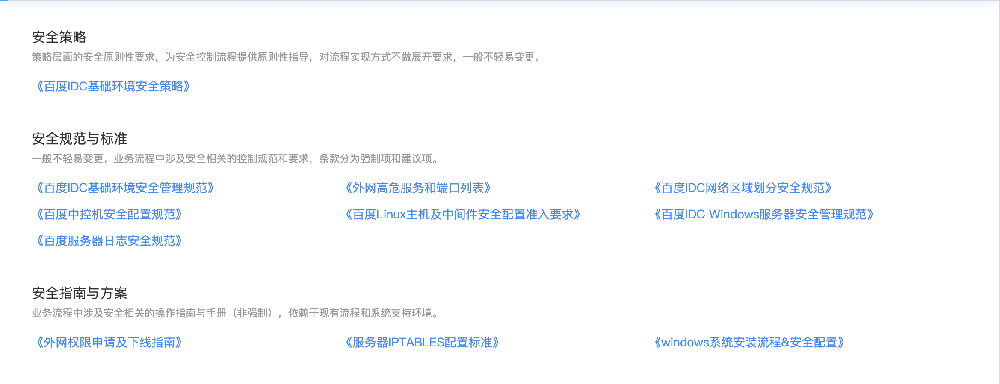 安全策略
策略层面的安全原则性要求，为安全控制流程提供原则性指导，对流程实现方式不做展开要求，一般不轻易变更。
《百度IDC基础环境安全策略》
安全规范与标准
一般不轻易变更。业务流程中涉及安全相关的控制规范和要求，条款分为强制项和建议项。
《百度IDC基础环境安全管理规范》 《外网高危服务和端口列表》 《百度IDC网络区域划分安全规范》
《百度中控机安全配置规范》 《百度Linux主机及中间件安全配置准入要求》 《百度IDC Windows服务器安全管理规范》
《百度服务器日志安全规范》
安全指南与方案
业务流程中涉及安全相关的操作指南与手册（非强制），依赖于现有流程和系统支持环境。
《外网权限申请及下线指南》 《服务器IPTABLES配置标准》 《windows系统安装流程&安全配置》